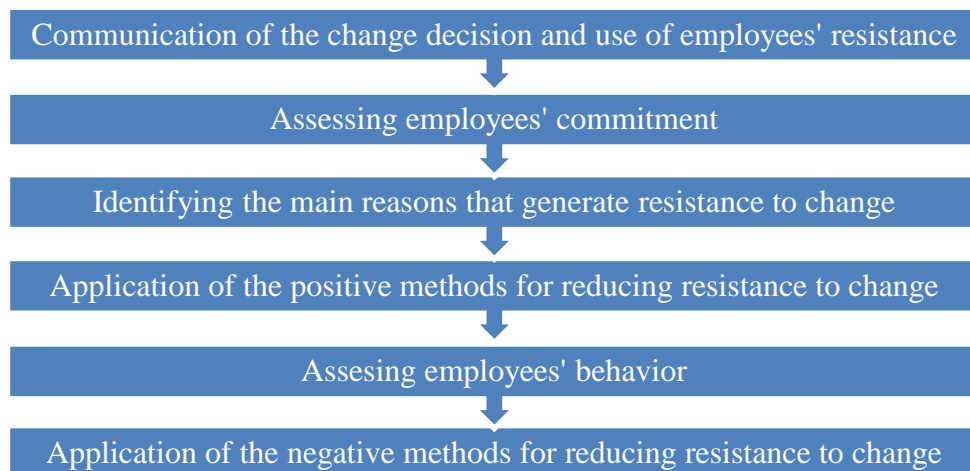 Communication of the change decision and use of employees' resistance
Assessing employees' commitment
Identifying the main reasons that generate resistance to change
Application of the positive methods for reducing resistance to change
Assesing employees' behavior
Application of the negative methods for reducing resistance to change